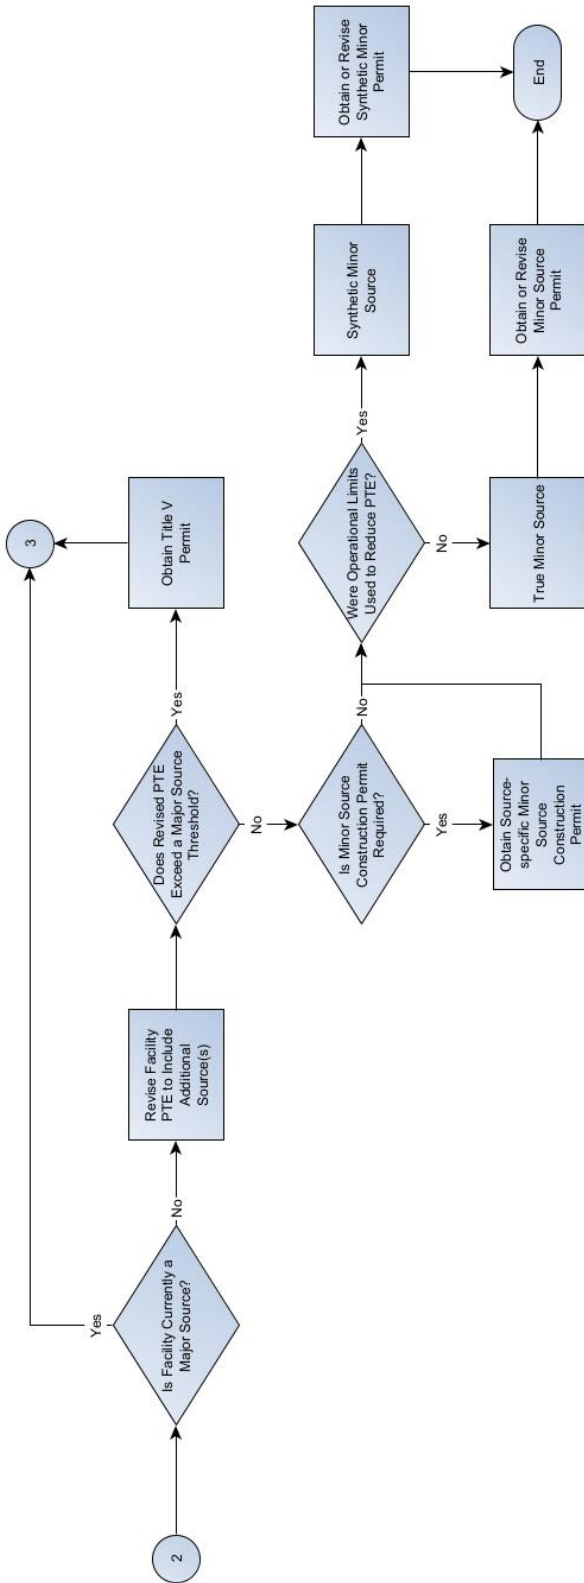 2
Is Facility Currently a
Major Source?
Yes
No
Revise Facility
PTE to Include
Additional
Source(s)
Does Revised PTE
Exceed a Major Source
Threshold?
Yes
No
Obtain Title V
Permit
3
Is Minor Source
Construction Permit
Required?
No
Yes
Obtain Source-
specific Minor
Source
Construction
Permit
Were Operational Limits
Used to Reduce PTE?
Yes
No
Synthetic Minor
Source
Obtain or Revise
Synthetic Minor
Permit
True Minor Source
Obtain or Revise
Minor Source
Permit
End